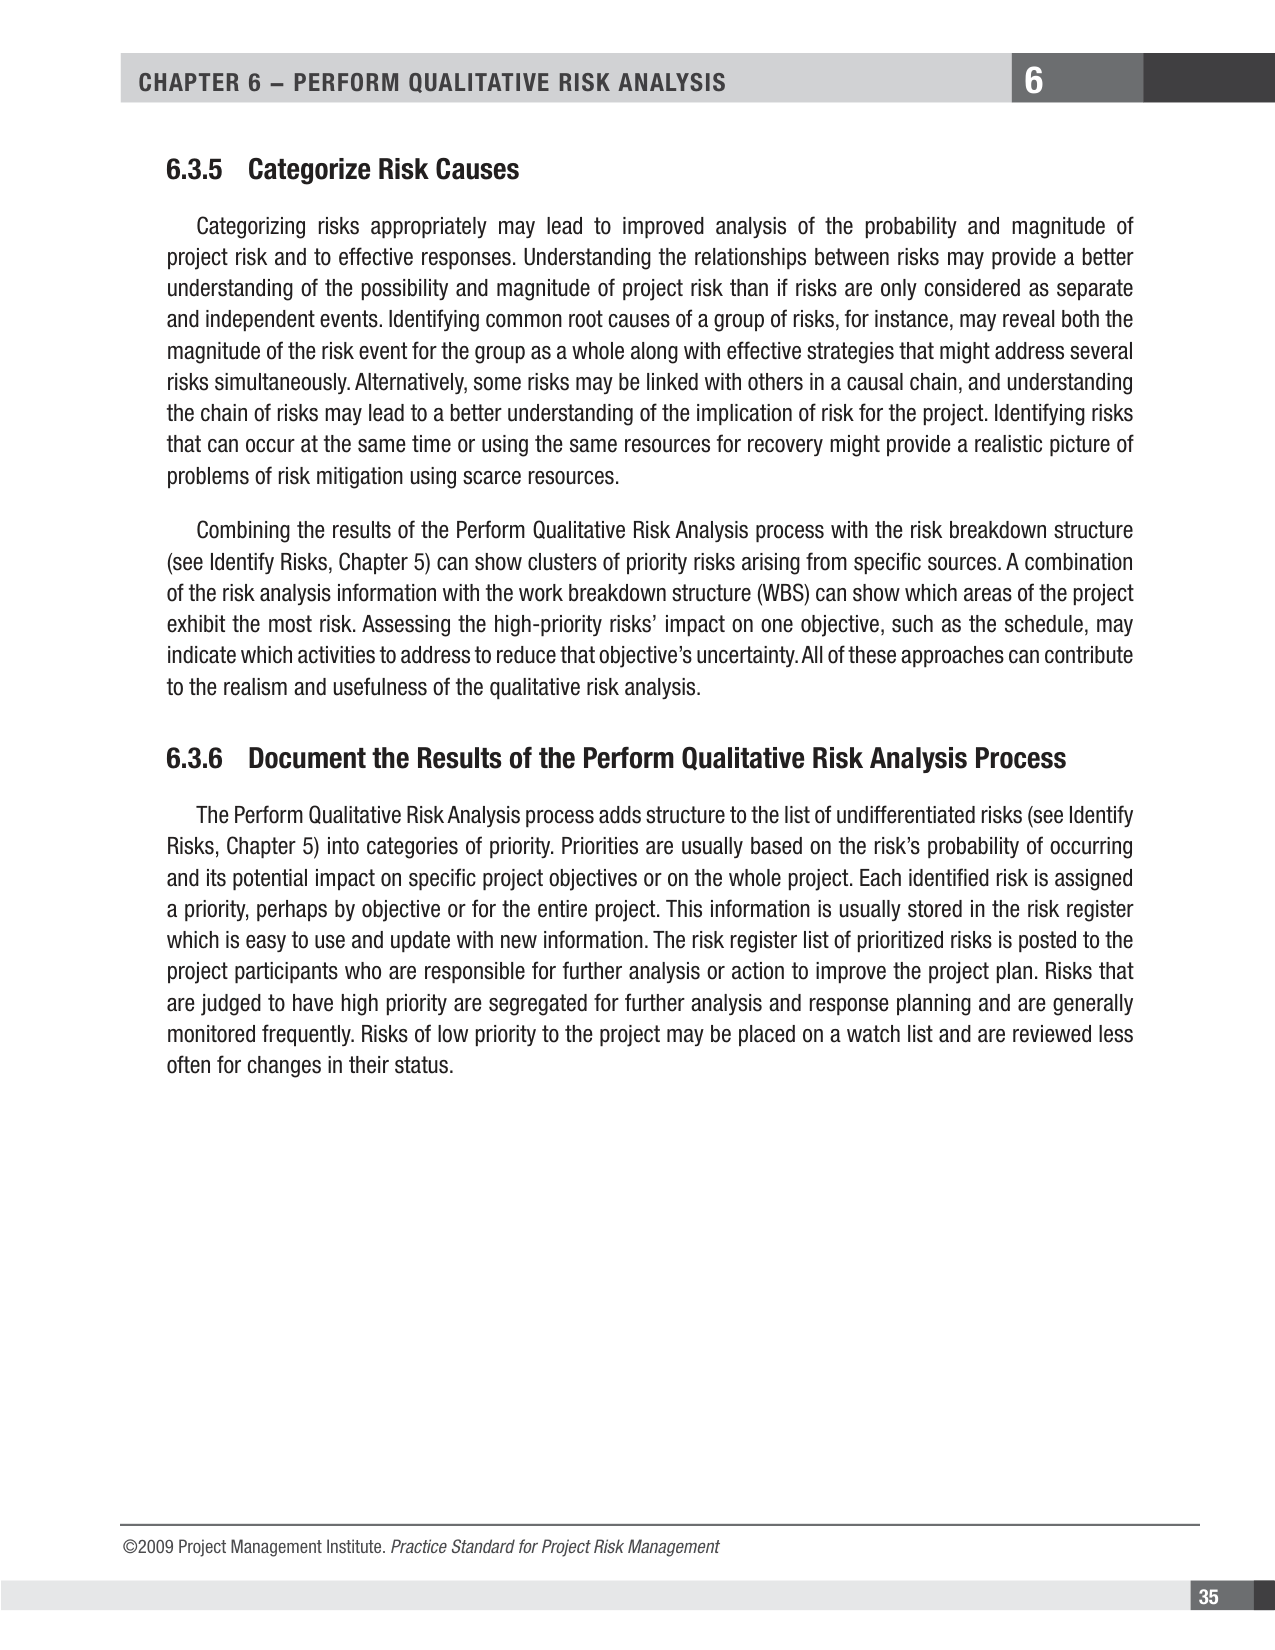 CHAPTER 6 – PERFORM QUALITATIVE RISK ANALYSIS
6
6.3.5 Categorize Risk Causes
Categorizing risks appropriately may lead to improved analysis of the probability and magnitude of
project risk and to effective responses. Understanding the relationships between risks may provide a better
understanding of the possibility and magnitude of project risk than if risks are only considered as separate
and independent events. Identifying common root causes of a group of risks, for instance, may reveal both the
magnitude of the risk event for the group as a whole along with effective strategies that might address several
risks simultaneously. Alternatively, some risks may be linked with others in a causal chain, and understanding
the chain of risks may lead to a better understanding of the implication of risk for the project. Identifying risks
that can occur at the same time or using the same resources for recovery might provide a realistic picture of
problems of risk mitigation using scarce resources.
Combining the results of the Perform Qualitative Risk Analysis process with the risk breakdown structure
(see Identify Risks, Chapter 5) can show clusters of priority risks arising from specific sources. A combination
of the risk analysis information with the work breakdown structure (WBS) can show which areas of the project
exhibit the most risk. Assessing the high-priority risks’ impact on one objective, such as the schedule, may
indicate which activities to address to reduce that objective’s uncertainty. All of these approaches can contribute
to the realism and usefulness of the qualitative risk analysis.
6.3.6 Document the Results of the Perform Qualitative Risk Analysis Process
The Perform Qualitative Risk Analysis process adds structure to the list of undifferentiated risks (see Identify
Risks, Chapter 5) into categories of priority. Priorities are usually based on the risk’s probability of occurring
and its potential impact on specific project objectives or on the whole project. Each identified risk is assigned
a priority, perhaps by objective or for the entire project. This information is usually stored in the risk register
which is easy to use and update with new information. The risk register list of prioritized risks is posted to the
project participants who are responsible for further analysis or action to improve the project plan. Risks that
are judged to have high priority are segregated for further analysis and response planning and are generally
monitored frequently. Risks of low priority to the project may be placed on a watch list and are reviewed less
often for changes in their status.
©2009 Project Management Institute. Practice Standard for Project Risk Management
35